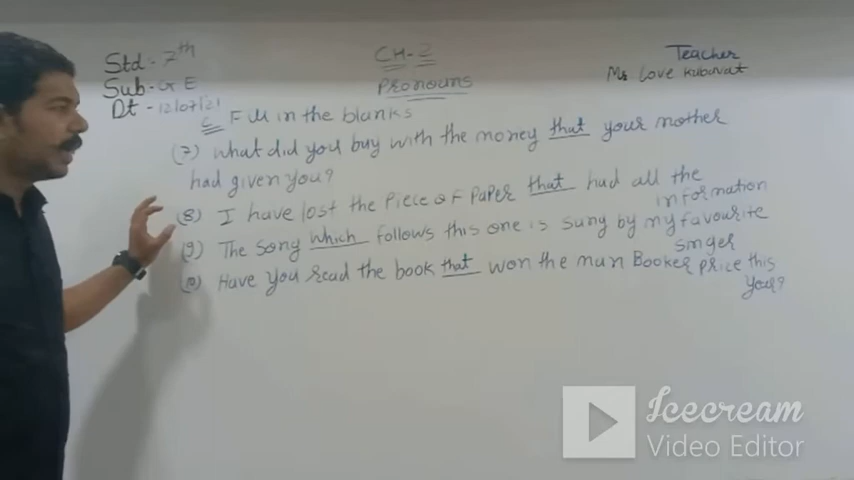 Std - 7th
CH-2
Teacher
Sub - G E
Pronouns
Mr Love Kubavat
Dt - 12/07/21
C Fill in the blanks
(7) What did you buy with the money that your mother
had given you?
(8) I have lost the piece of paper that had all the
information
(9) The song which follows this one is sung by my favourite
singer
(10) Have you read the book that won the man Booker price this
year?
Icecream
Video Editor